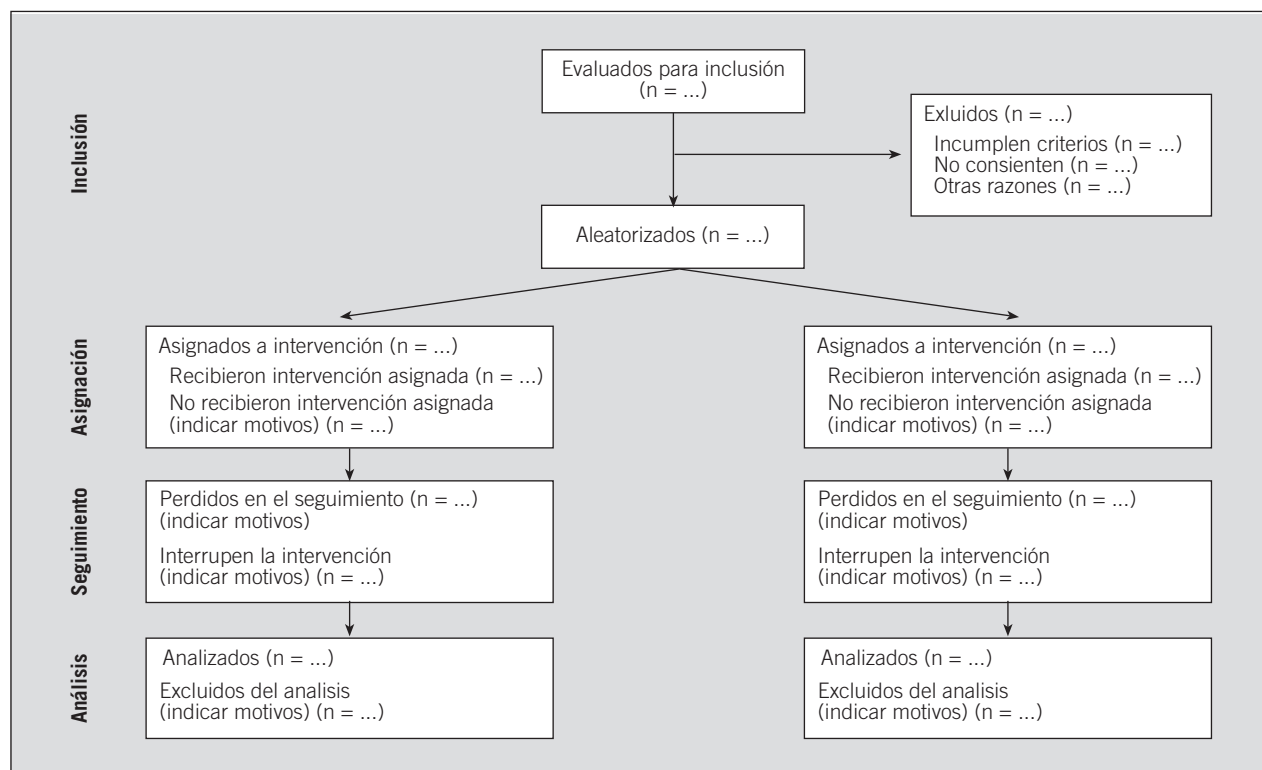 Inclusión
Evaluados para inclusión
(n = ...)
Exluidos (n = ...)
Incumplen criterios (n = ...)
No consienten (n = ...)
Otras razones (n = ...)
Aleatorizados (n = ...)
Asignación
Asignados a intervención (n = ...)
Recibieron intervención asignada (n = ...)
No recibieron intervención asignada
(indicar motivos) (n = ...)
Asignados a intervención (n = ...)
Recibieron intervención asignada (n = ...)
No recibieron intervención asignada
(indicar motivos) (n = ...)
Seguimiento
Perdidos en el seguimiento (n = ...)
(indicar motivos)
Interrupen la intervención
(indicar motivos) (n = ...)
Perdidos en el seguimiento (n = ...)
(indicar motivos)
Interrupen la intervención
(indicar motivos) (n = ...)
Análisis
Analizados (n = ...)
Excluidos del analisis
(indicar motivos) (n = ...)
Analizados (n = ...)
Excluidos del analisis
(indicar motivos) (n = ...)